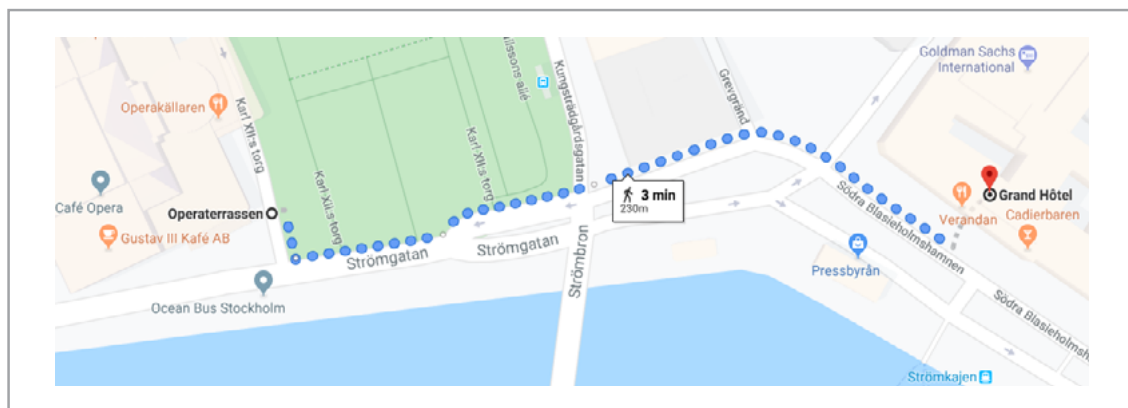 Goldman Sachs
International
Operakällaren
Karl XII:s torg
Karl XII:s torg
Karl XII:s torg
Kungsträdgårdsgatan
Grevgränd
Café Opera
Operaterrassen
Gustav III Kafé AB
3 min
230m
Grand Hôtel
Verandan
Cadierbaren
Strömgatan
Strömgatan
Strömbron
Södra Blasieholmshamnen
Pressbyrån
Ocean Bus Stockholm
Södra Blasieholmsh
Strömkajen